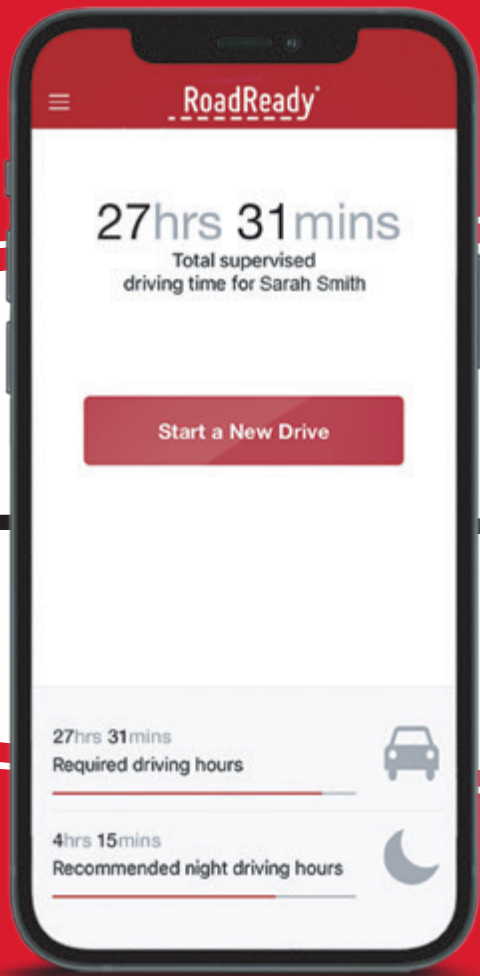 RoadReady®
27hrs 31mins
Total supervised
driving time for Sarah Smith
Start a New Drive
27hrs 31mins
Required driving hours
4hrs 15mins
Recommended night driving hours